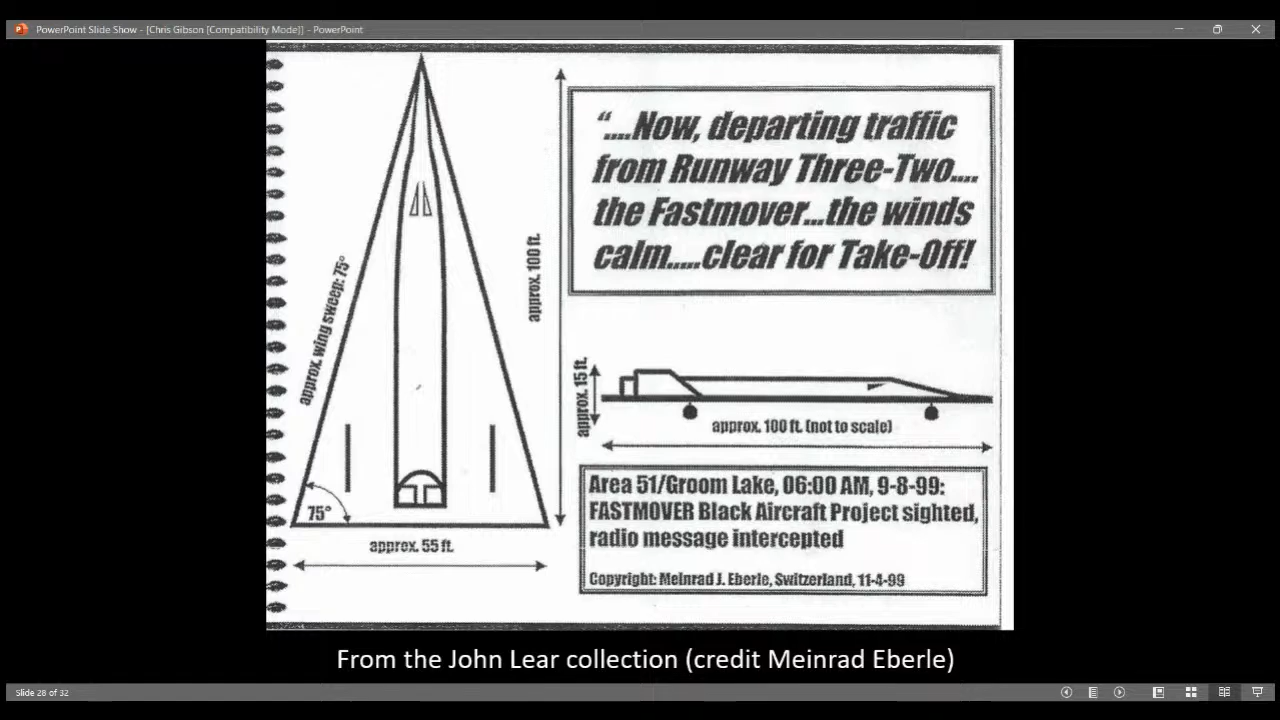 PowerPoint Slide Show - [Chris Gibson [Compatibility Mode]] - PowerPoint
approx. wing sweep: 75°
75°
approx. 55 ft.
approx. 100 ft.
“....Now, departing traffic
from Runway Three-Two....
the Fastmover...the winds
calm.....clear for Take-Off!
approx. 15 ft.
approx. 100 ft. (not to scale)
Area 51/Groom Lake, 06:00 AM, 9-8-99:
FASTMOVER Black Aircraft Project sighted,
radio message intercepted
Copyright: Meinrad J. Eberle, Switzerland, 11-4-99
From the John Lear collection (credit Meinrad Eberle)
Slide 28 of 32